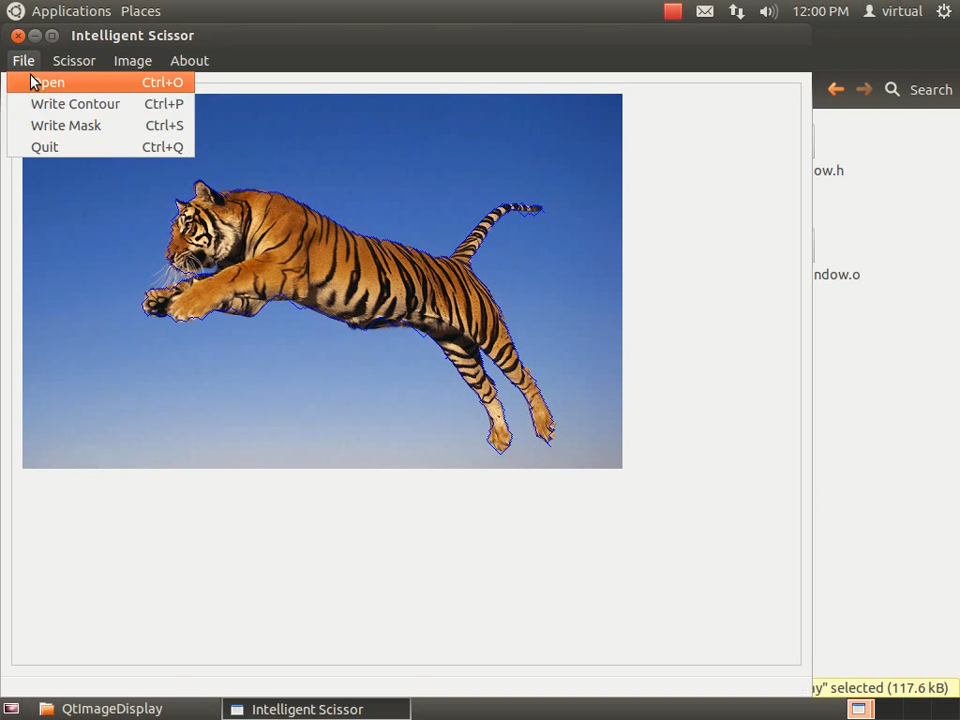 Applications Places 12:00 PM virtual
Intelligent Scissor
File Scissor Image About
Ctrl+O
Search
Write Contour Ctrl+P
Write Mask Ctrl+S
Quit Ctrl+Q
ow.h
ndow.o
ay" selected (117.6 kB)
QtImageDisplay Intelligent Scissor